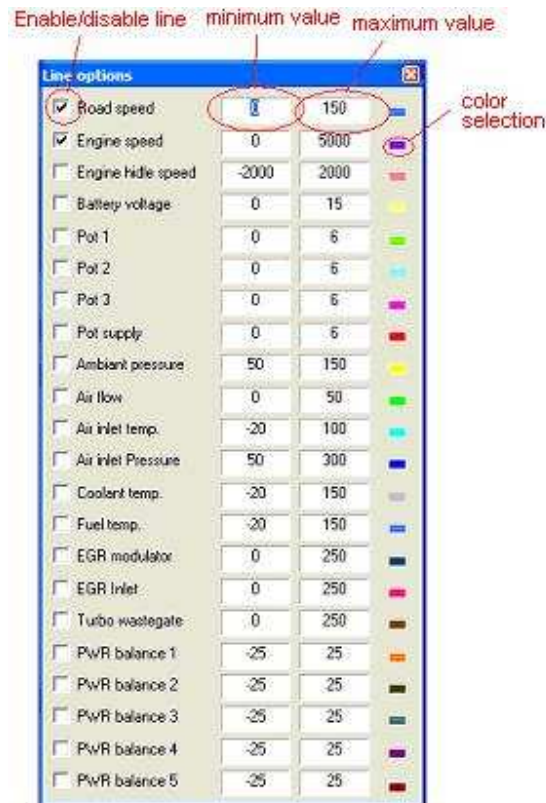 Enable/disable line minimum value maximum value
Line options
Road speed 0 150
color
selection
Engine speed 0 5000
Engine hidle speed -2000 2000
Battery voltage 0 15
Pot 1 0 6
Pot 2 0 6
Pot 3 0 6
Pot supply 0 6
Ambiant pressure 50 150
Air flow 0 50
Air inlet temp. -20 100
Air inlet Pressure 50 300
Coolant temp. -20 150
Fuel temp. -20 150
EGR modulator 0 250
EGR Inlet 0 250
Turbo wastegate 0 250
PWR balance 1 -25 25
PWR balance 2 -25 25
PWR balance 3 -25 25
PWR balance 4 -25 25
PWR balance 5 -25 25